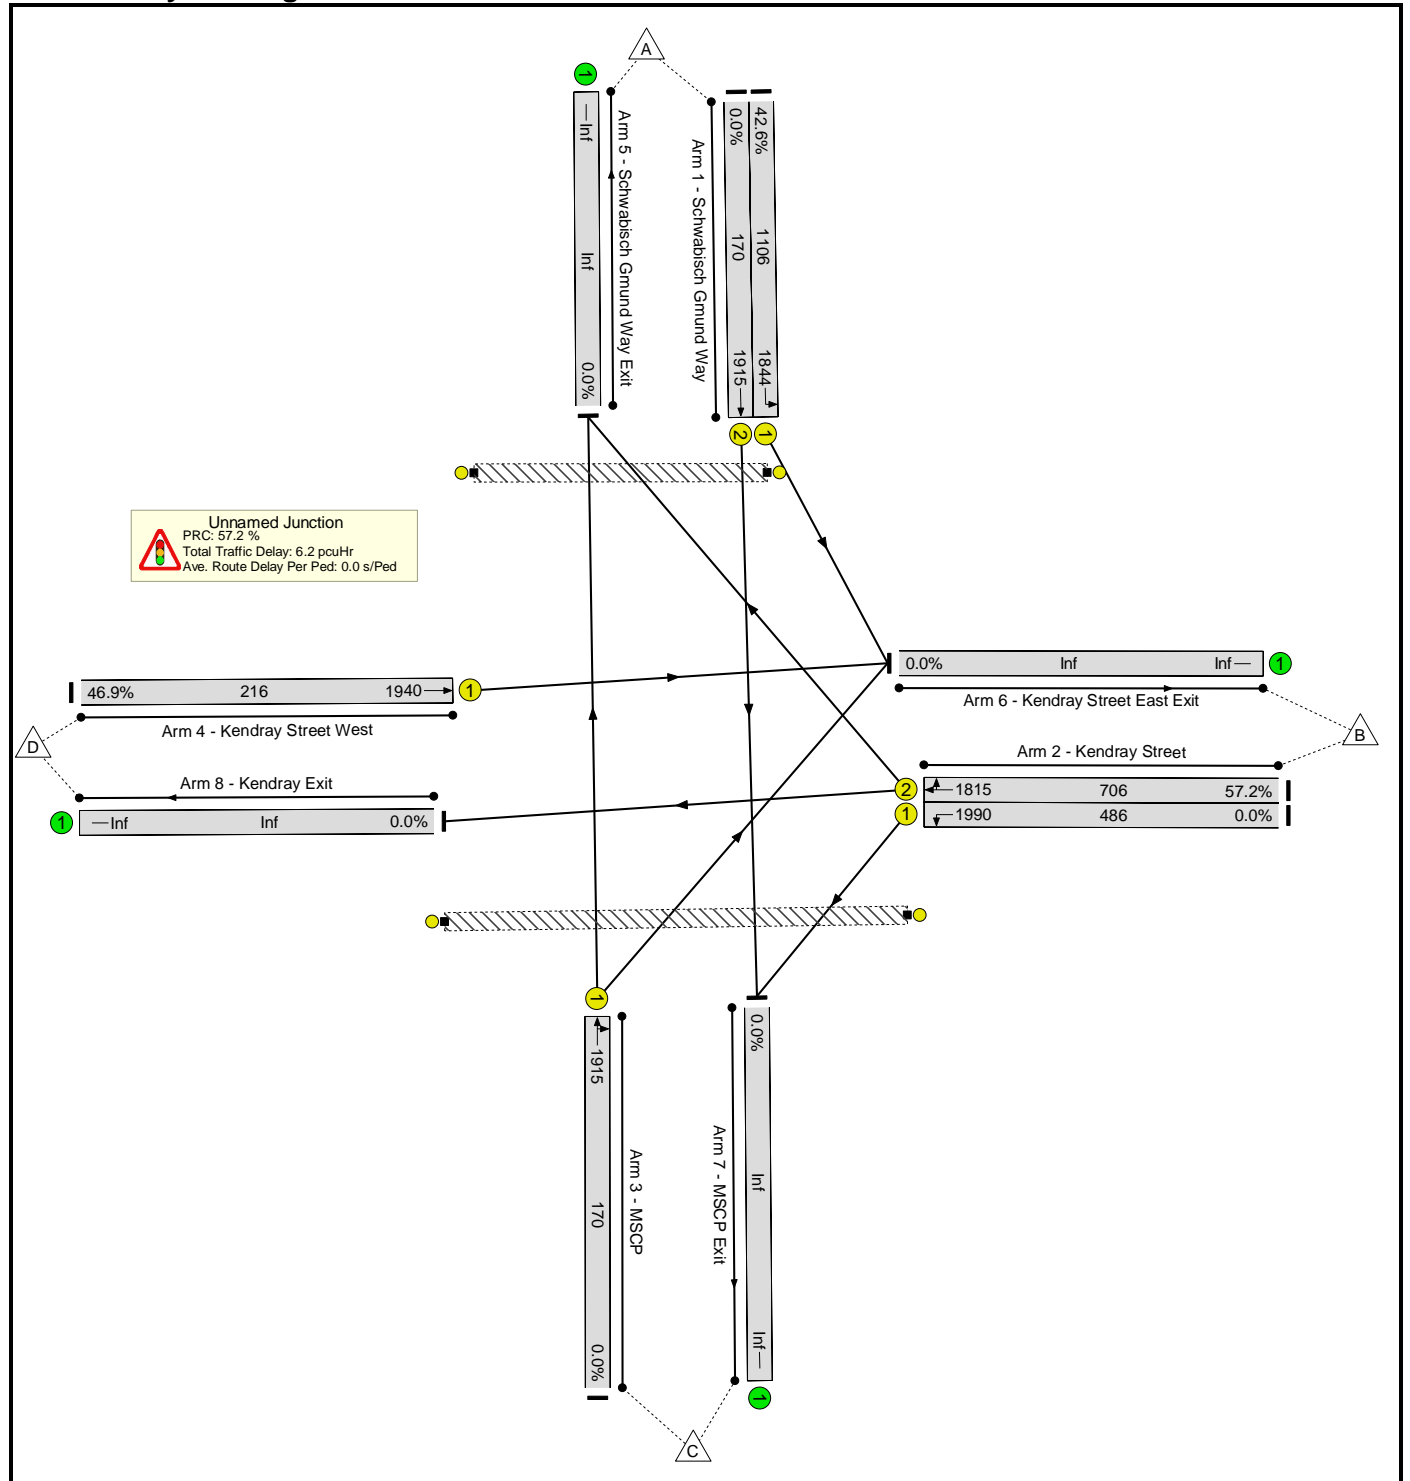 A
1
Inf
Inf
0.0%
Arm 5 - Schwabisch Gmund Way Exit
Arm 1 - Schwabisch Gmund Way
0.0%
170
1915
42.6%
1106
1844
2
1
Unnamed Junction
PRC: 57.2 %
Total Traffic Delay: 6.2 pcuHr
Ave. Route Delay Per Ped: 0.0 s/Ped
46.9% 216 1940 1
Arm 4 - Kendray Street West
D
Arm 8 - Kendray Exit
1 Inf Inf 0.0%
0.0% Inf Inf 1
Arm 6 - Kendray Street East Exit
B
Arm 2 - Kendray Street
2 1815 706 57.2%
1 1990 486 0.0%
1
1915
170
0.0%
Arm 3 - MSCP
Arm 7 - MSCP Exit
0.0%
Inf
Inf
1
C